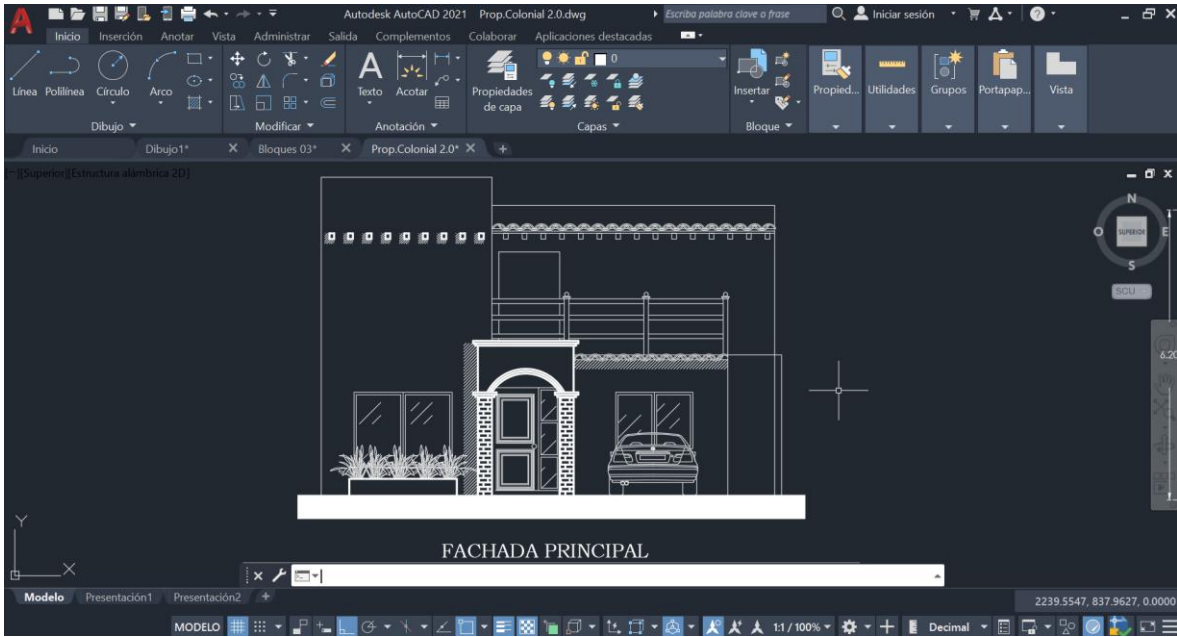 Autodesk AutoCAD 2021 Prop.Colonial 2.0.dwg
Escriba palabra clave o frase
Iniciar sesión
Inicio Inserción Anotar Vista Administrar Salida Complementos Colaborar Aplicaciones destacadas
0
Línea Polilínea Círculo Arco
Texto Acotar
Propiedades de capa
Insertar
Propied... Utilidades Grupos Portapap... Vista
Dibujo Modificar Anotación Capas Bloque
Inicio Dibujo1* Bloques 03* Prop.Colonial 2.0*
[−][Superior][Estructura alámbrica 2D]
N
O SUPERIOR E
S
SCU
6.20
FACHADA PRINCIPAL
Y
X
Modelo Presentación1 Presentación2
2239.5547, 837.9627, 0.0000
MODELO 1:1 / 100% Decimal